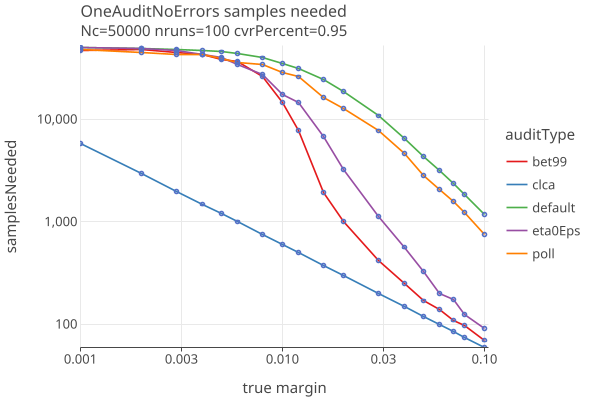 OneAuditNoErrors samples needed
Nc=50000 nruns=100 cvrPercent=0.95
samplesNeeded
10,000
1,000
100
0.001
0.003
0.010
0.03
0.10
true margin
auditType
bet99
clca
default
eta0Eps
poll